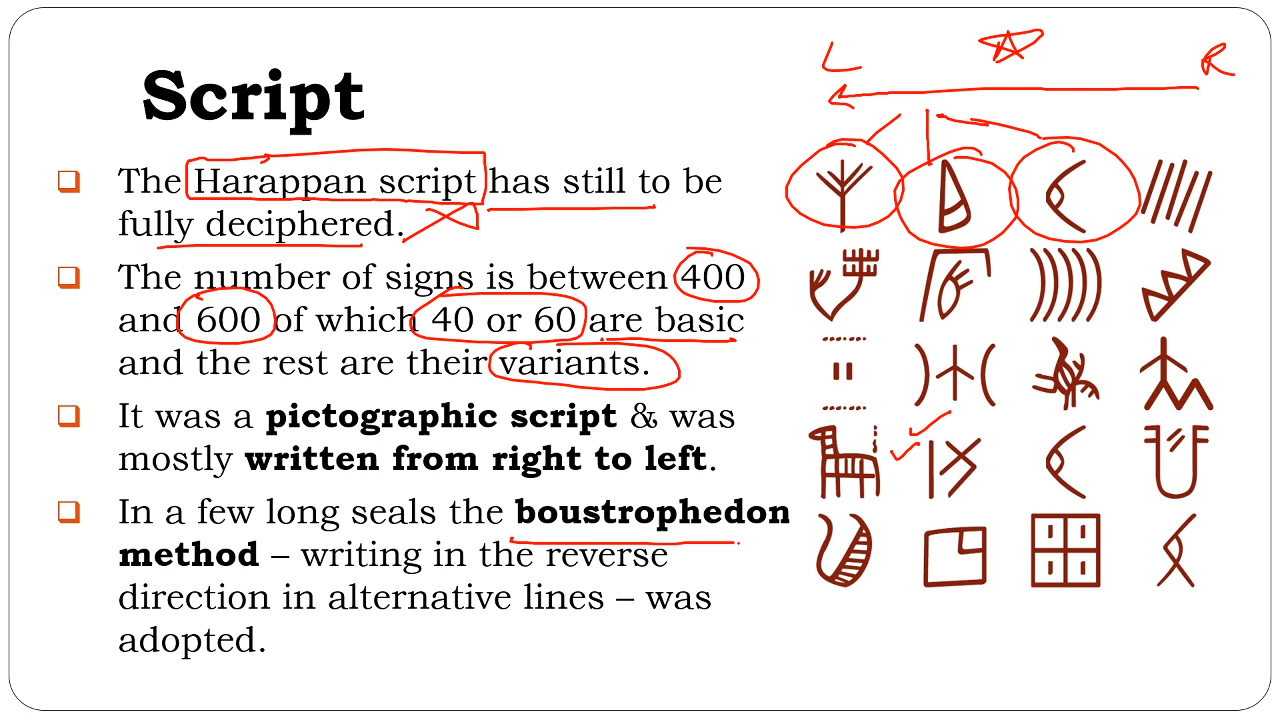 L R
Script
❑ The Harappan script has still to be
fully deciphered.
❑ The number of signs is between 400
and 600 of which 40 or 60 are basic
and the rest are their variants.
❑ It was a pictographic script & was
mostly written from right to left.
❑ In a few long seals the boustrophedon
method – writing in the reverse
direction in alternative lines – was
adopted.